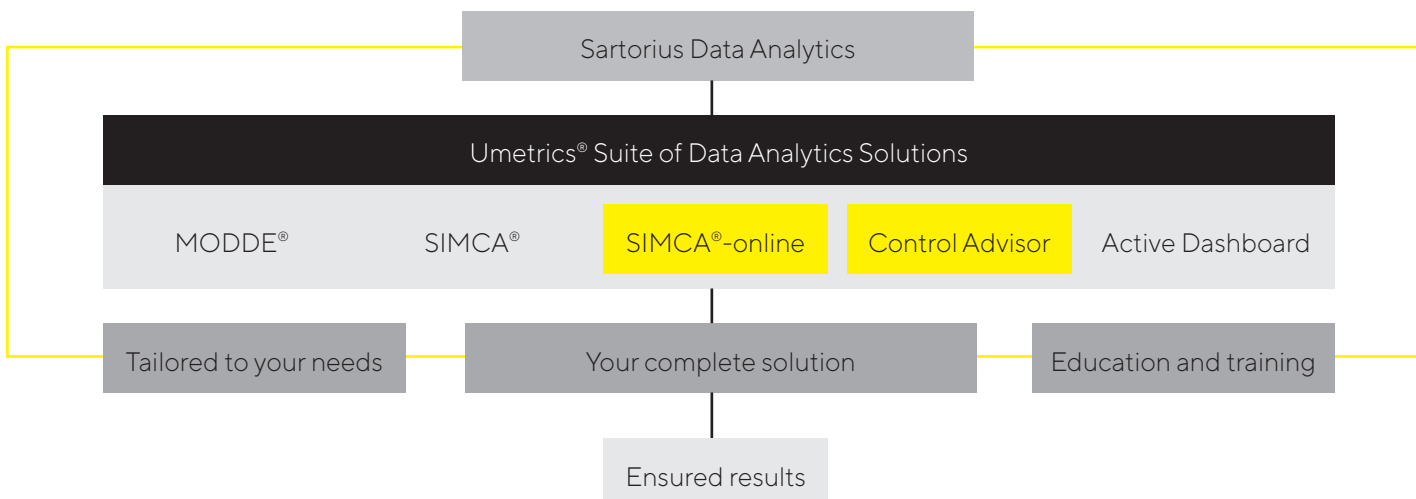 Sartorius Data Analytics
Umetrics® Suite of Data Analytics Solutions
MODDE® SIMCA® SIMCA®-online Control Advisor Active Dashboard
Tailored to your needs Your complete solution Education and training
Ensured results